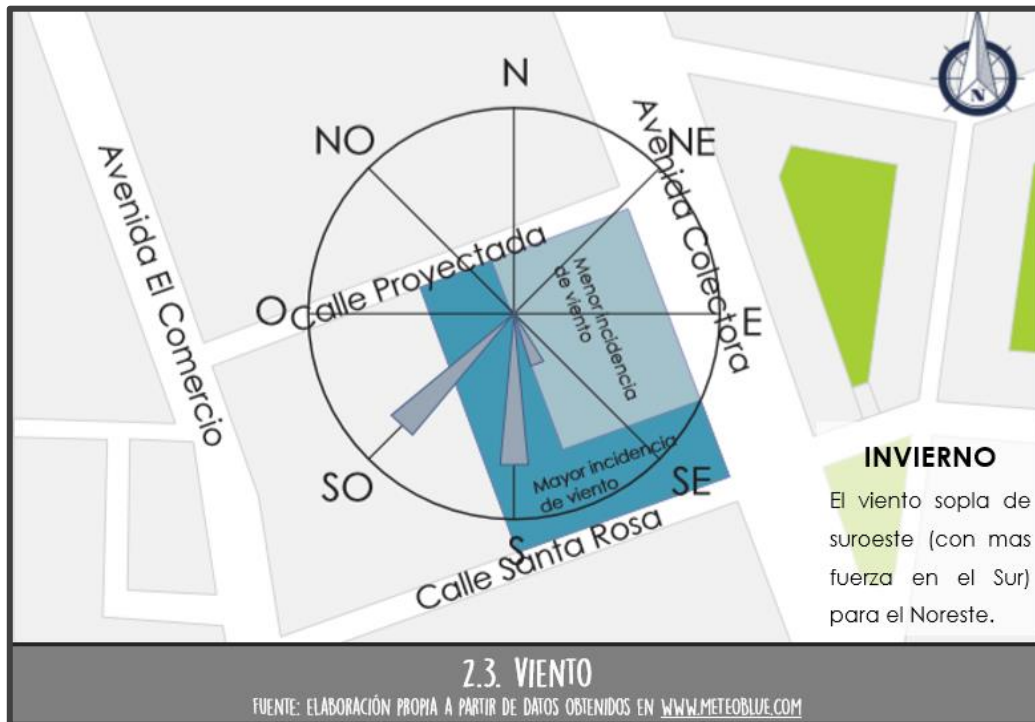 N
N
NO
NE
Avenida El Comercio
Avenida Colectora
Calle Proyectada
O
E
Menor incidencia
de viento
SO
SE
S
Mayor incidencia
de viento
Calle Santa Rosa
INVIERNO
El viento sopla de
suroeste (con mas
fuerza en el Sur)
para el Noreste.
2.3. VIENTO
FUENTE: ELABORACIÓN PROPIA A PARTIR DE DATOS OBTENIDOS EN WWW.METEOBLUE.COM